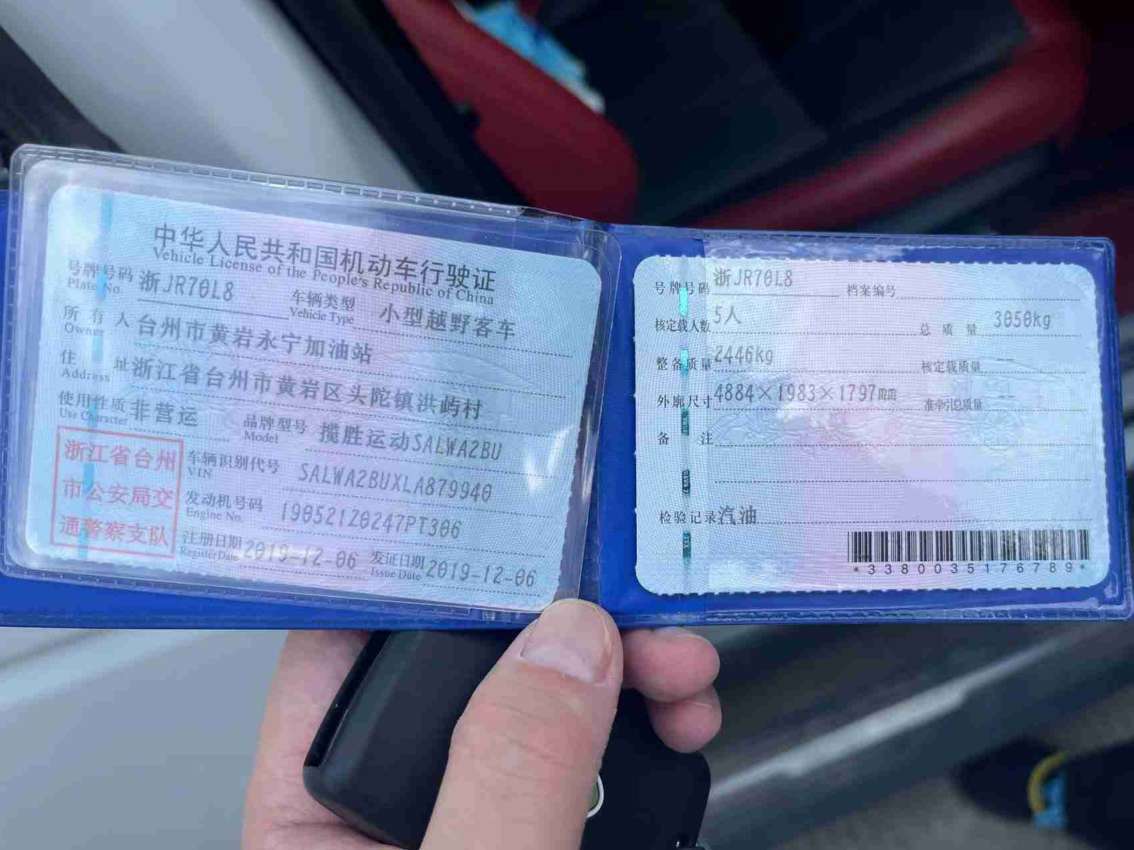 中华人民共和国机动车行驶证
Vehicle License of the People's Republic of China
号牌号码 浙JR70L8 车辆类型 小型越野客车
Plate No. Vehicle Type
所有人 台州市黄岩永宁加油站
Owner
住址 浙江省台州市黄岩区头陀镇洪屿村
Address
使用性质 非营运 品牌型号 揽胜运动SALWA2BU
Use Character Model
浙江省台州
市公安局交
通警察支队
车辆识别代号 SALWA2BUXLA879940
VIN
发动机号码 190521Z0247PT306
Engine No.
注册日期 2019-12-06 发证日期 2019-12-06
Register Date Issue Date
号牌号码 浙JR70L8 档案编号
核定载人数 5人 总质量 3050kg
整备质量 2446kg 核定载质量 --
外廓尺寸 4884×1983×1797mm 准牵引总质量 --
备注
检验记录 汽油
*3380035176789*